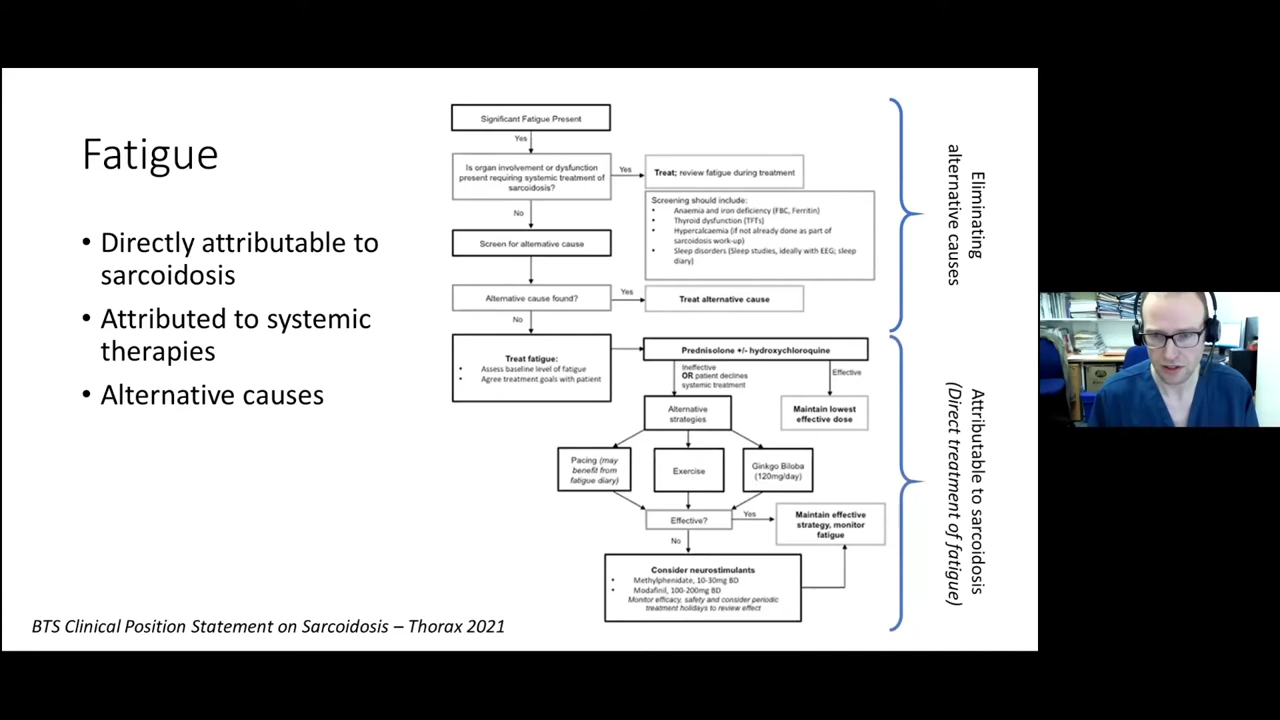 Fatigue
• Directly attributable to
sarcoidosis
• Attributed to systemic
therapies
• Alternative causes
BTS Clinical Position Statement on Sarcoidosis – Thorax 2021
Significant Fatigue Present
Yes
Is organ involvement or dysfunction
present requiring systemic treatment of
sarcoidosis?
Yes
Treat; review fatigue during treatment
No
Screen for alternative cause
Screening should include:
• Anaemia and iron deficiency (FBC, Ferritin)
• Thyroid dysfunction (TFTs)
• Hypercalcaemia (if not already done as part of
sarcoidosis work-up)
• Sleep disorders (Sleep studies, ideally with EEG; sleep
diary)
Alternative cause found?
Yes
Treat alternative cause
No
Treat fatigue:
• Assess baseline level of fatigue
• Agree treatment goals with patient
Prednisolone +/- hydroxychloroquine
Ineffective
OR patient declines
systemic treatment
Effective
Alternative
strategies
Maintain lowest
effective dose
Pacing (may
benefit from
fatigue diary)
Exercise
Ginkgo Biloba
(120mg/day)
Effective?
Yes
Maintain effective
strategy, monitor
fatigue
No
Consider neurostimulants
• Methylphenidate, 10-30mg BD
• Modafinil, 100-200mg BD
Monitor efficacy, safety and consider periodic
treatment holidays to review effect
Eliminating
alternative causes
Attributable to sarcoidosis
(Direct treatment of fatigue)